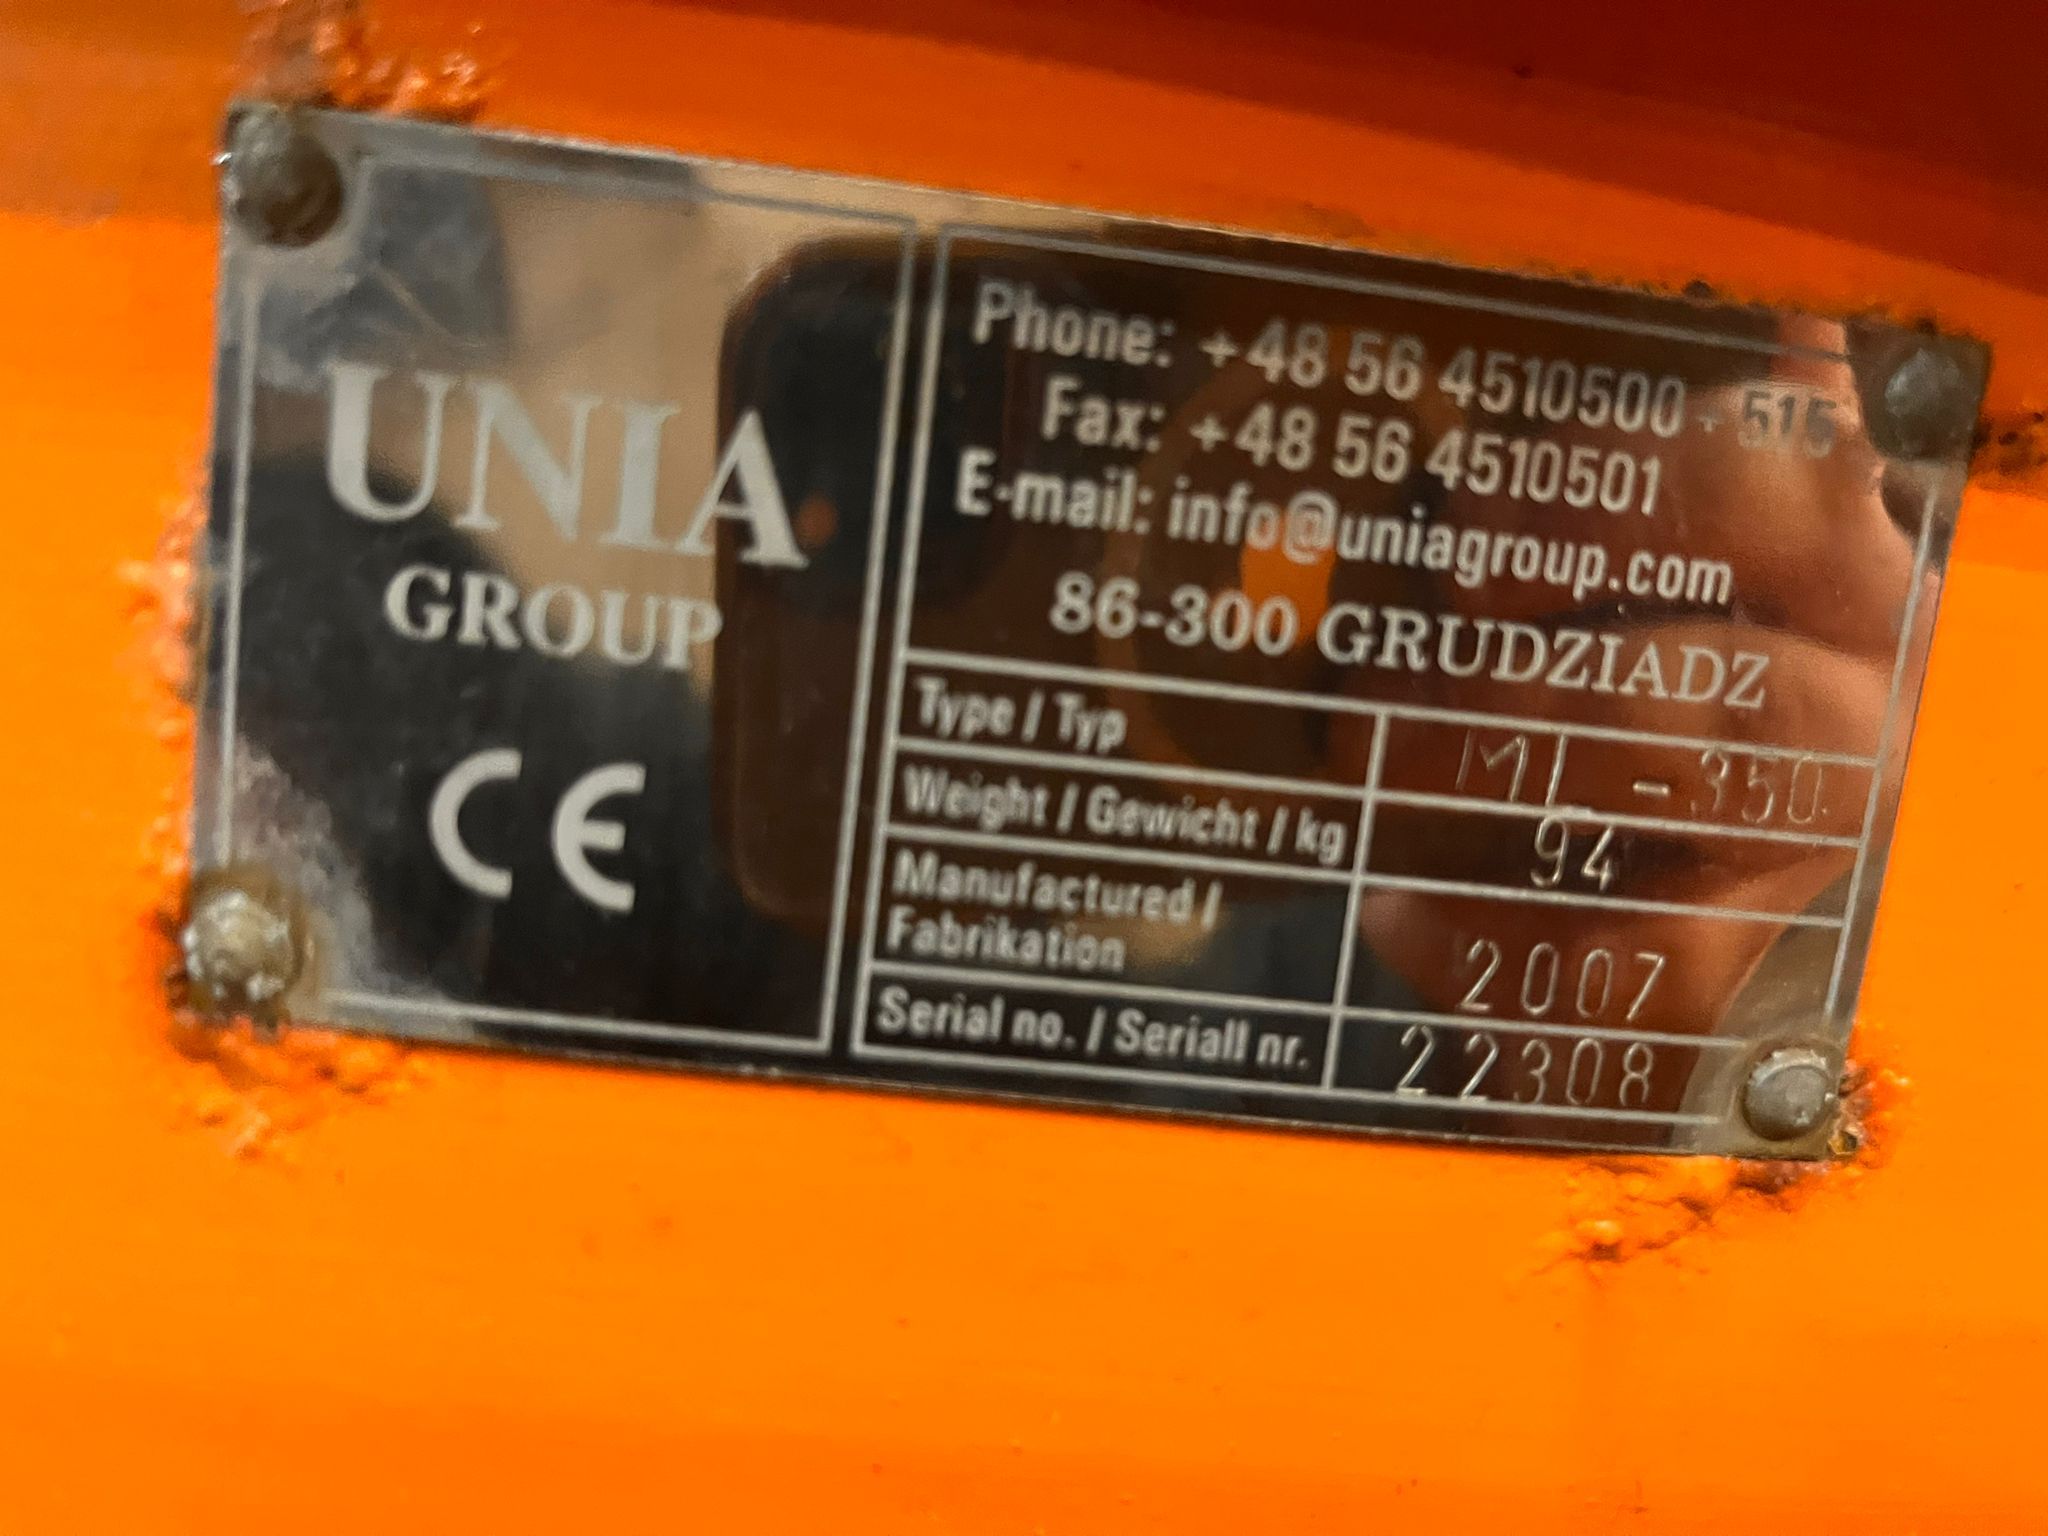 UNIA
GROUP
CE
Phone: +48 56 4510500 ÷ 515
Fax: +48 56 4510501
E-mail: info@uniagroup.com
86-300 GRUDZIADZ
Type / Typ ML-350
Weight / Gewicht / kg 94
Manufactured /
Fabrikation 2007
Serial no. / Seriall nr. 22308